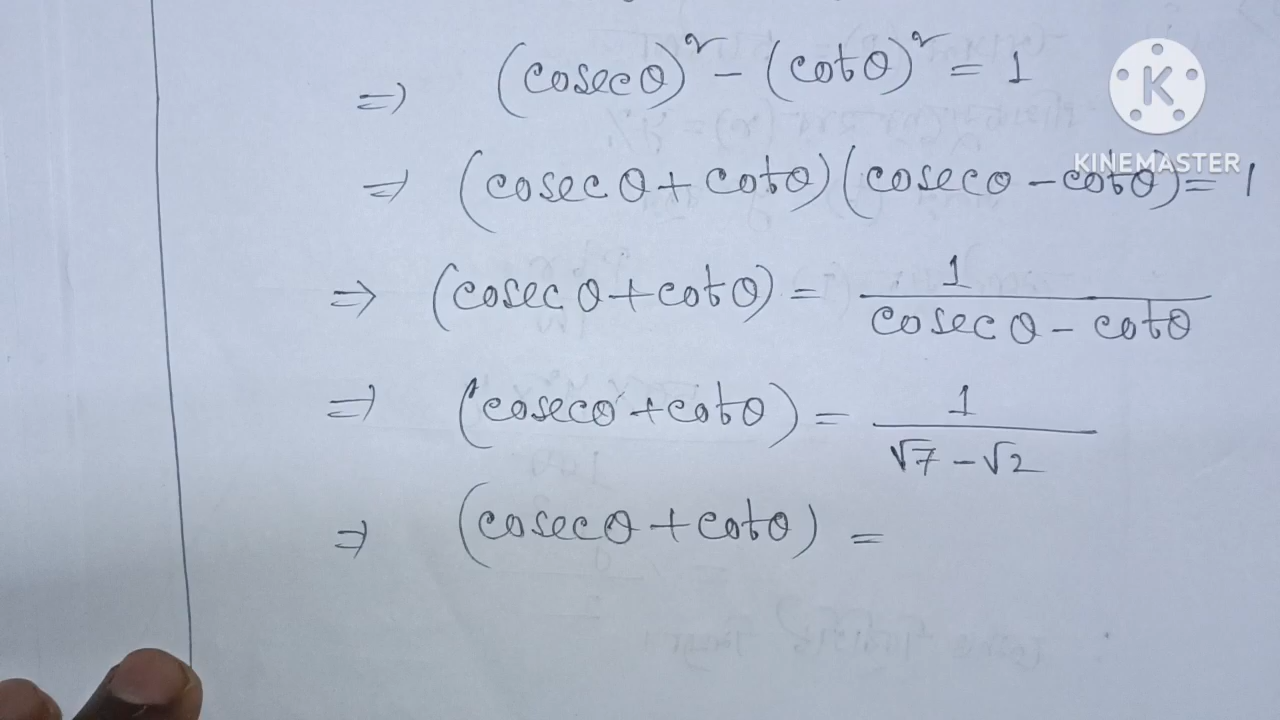 ⇒ (cosecθ)² - (cotθ)² = 1
K
KINEMASTER
⇒ (cosecθ + cotθ)(cosecθ - cotθ) = 1
⇒ (cosecθ + cotθ) = 1/(cosecθ - cotθ)
⇒ (cosecθ + cotθ) = 1/(√7 - √2)
⇒ (cosecθ + cotθ) =